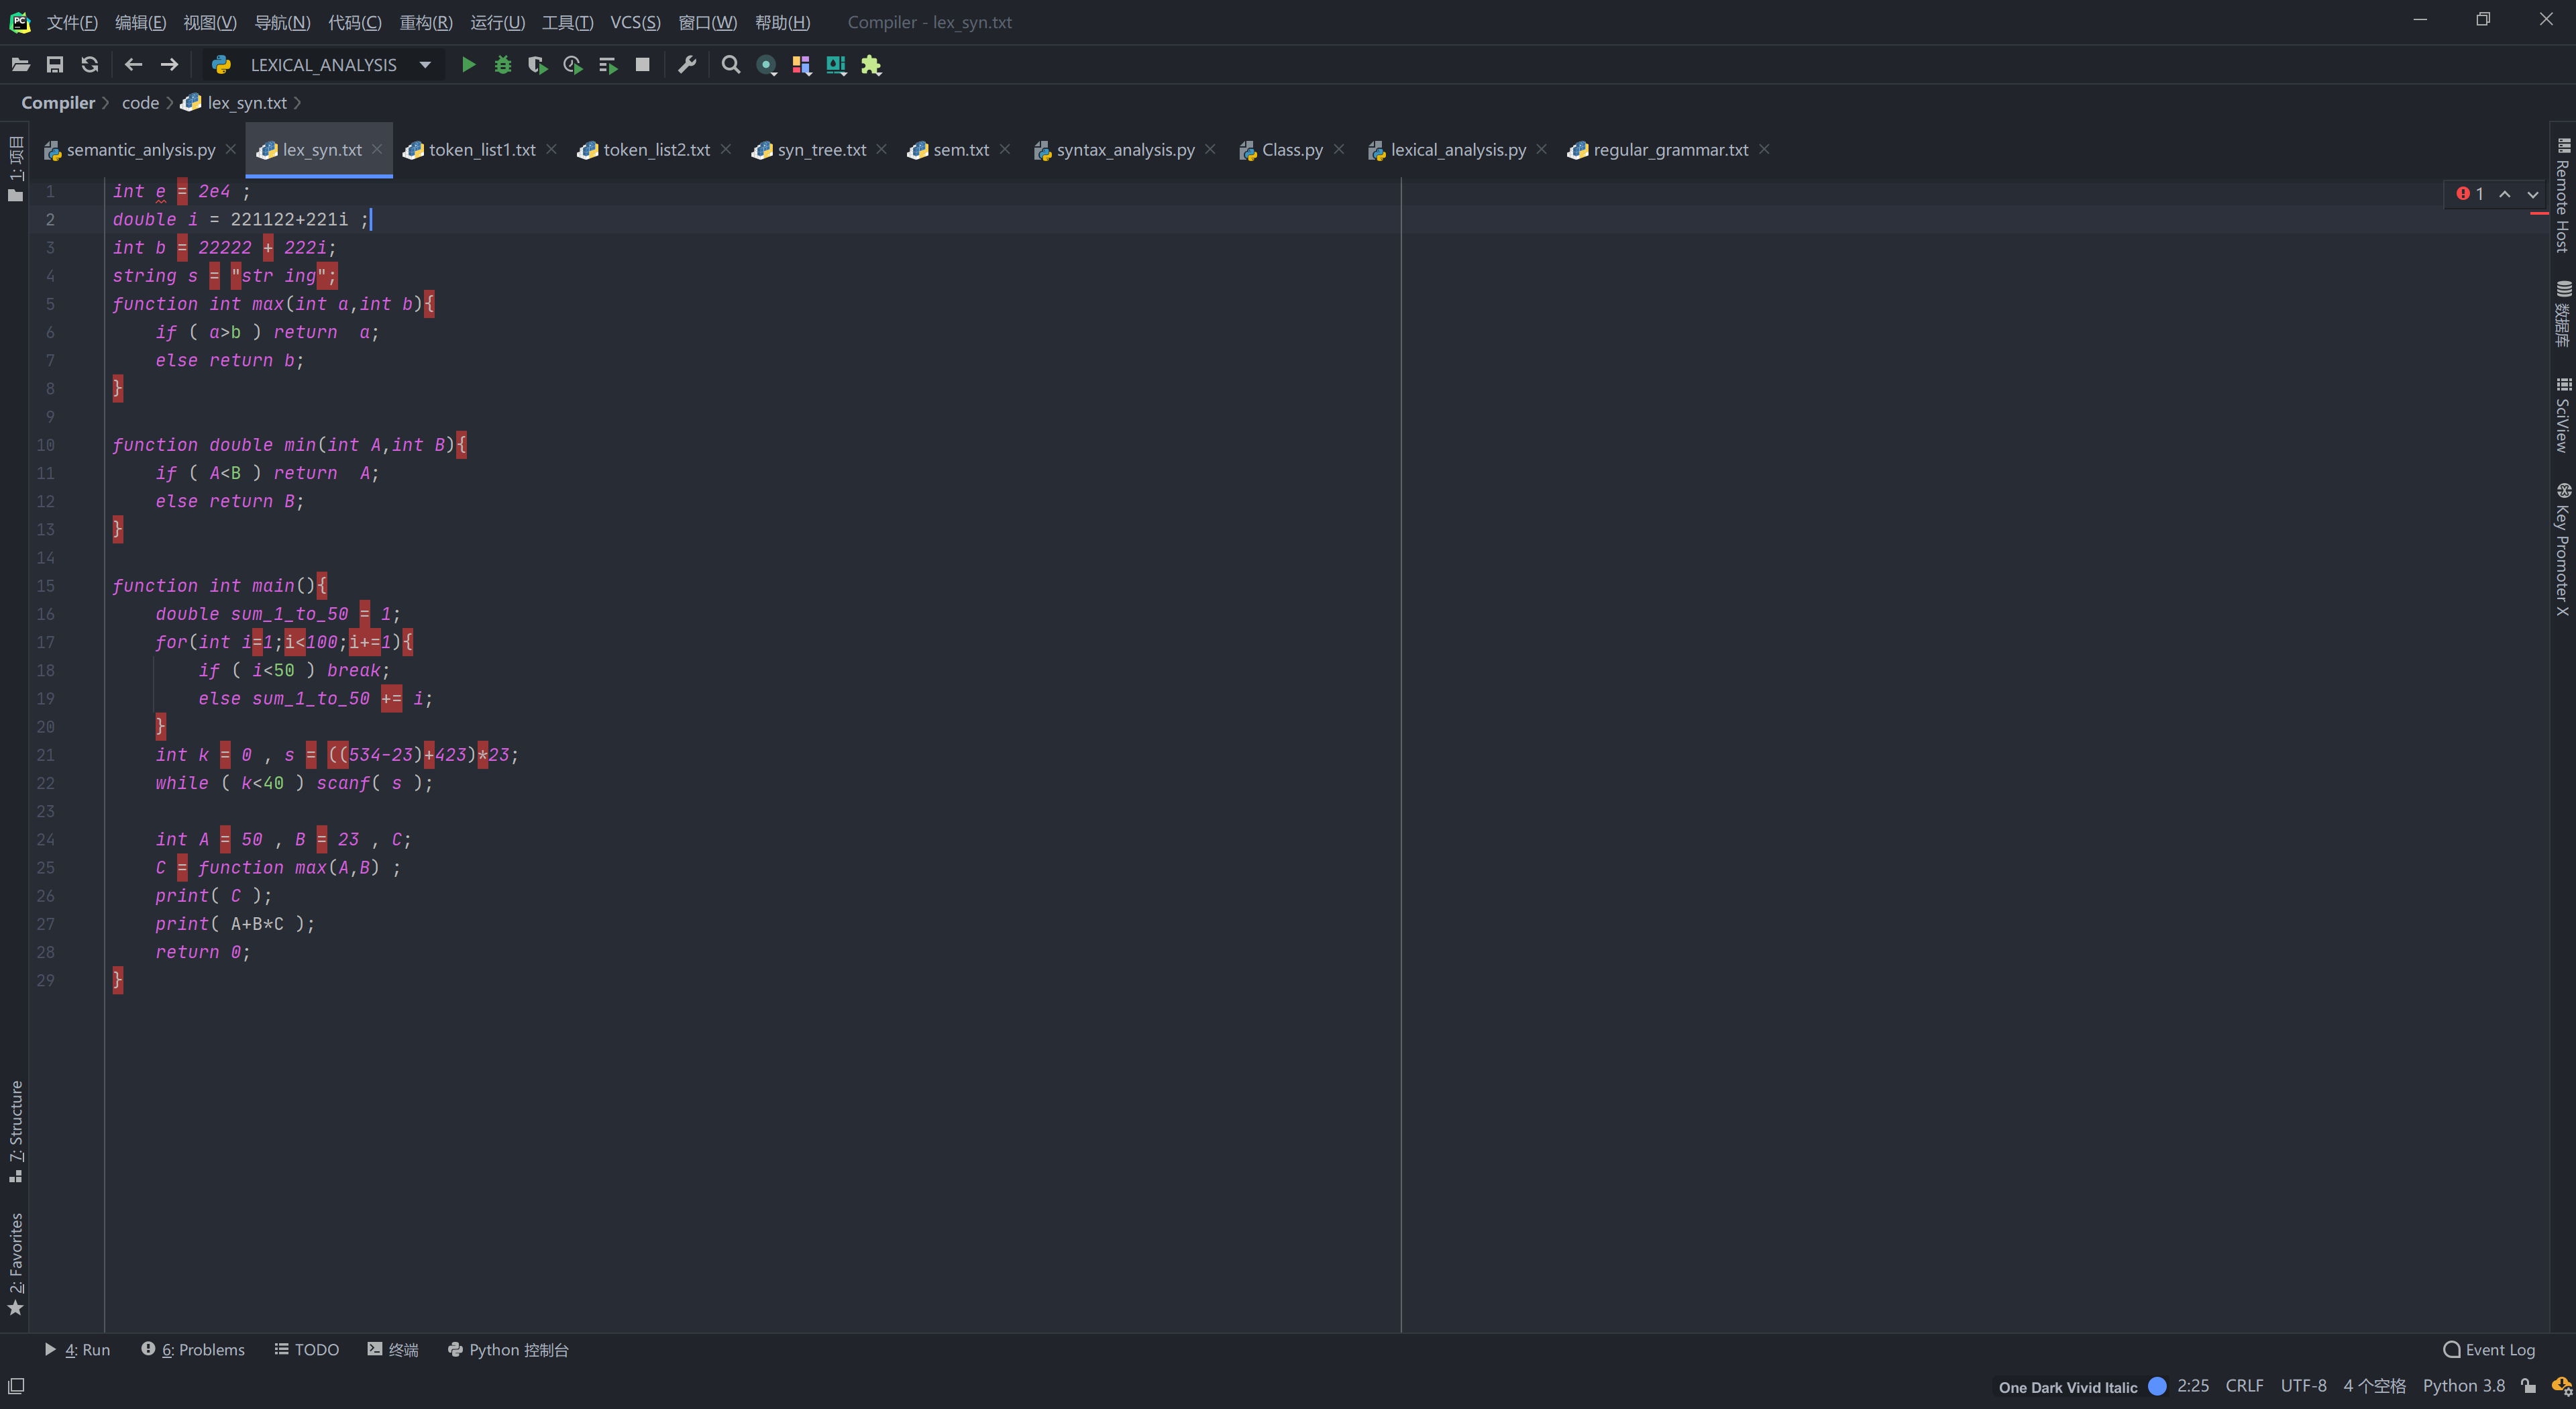 文件(F) 编辑(E) 视图(V) 导航(N) 代码(C) 重构(R) 运行(U) 工具(T) VCS(S) 窗口(W) 帮助(H) Compiler - lex_syn.txt
LEXICAL_ANALYSIS
Compiler code lex_syn.txt
semantic_anlysis.py lex_syn.txt token_list1.txt token_list2.txt syn_tree.txt sem.txt syntax_analysis.py Class.py lexical_analysis.py regular_grammar.txt
1: 项目
1 int e = 2e4 ;
2 double i = 221122+221i ;
3 int b = 22222 + 222i;
4 string s = "str ing";
5 function int max(int a,int b){
6     if ( a>b ) return  a;
7     else return b;
8 }
9
10 function double min(int A,int B){
11     if ( A<B ) return  A;
12     else return B;
13 }
14
15 function int main(){
16     double sum_1_to_50 = 1;
17     for(int i=1;i<100;i+=1){
18         if ( i<50 ) break;
19         else sum_1_to_50 += i;
20     }
21     int k = 0 , s = ((534-23)+423)*23;
22     while ( k<40 ) scanf( s );
23
24     int A = 50 , B = 23 , C;
25     C = function max(A,B) ;
26     print( C );
27     print( A+B*C );
28     return 0;
29 }
1
Remote Host
数据库
SciView
Key Promoter X
7: Structure
2: Favorites
4: Run 6: Problems TODO 终端 Python 控制台 Event Log
One Dark Vivid Italic 2:25 CRLF UTF-8 4 个空格 Python 3.8